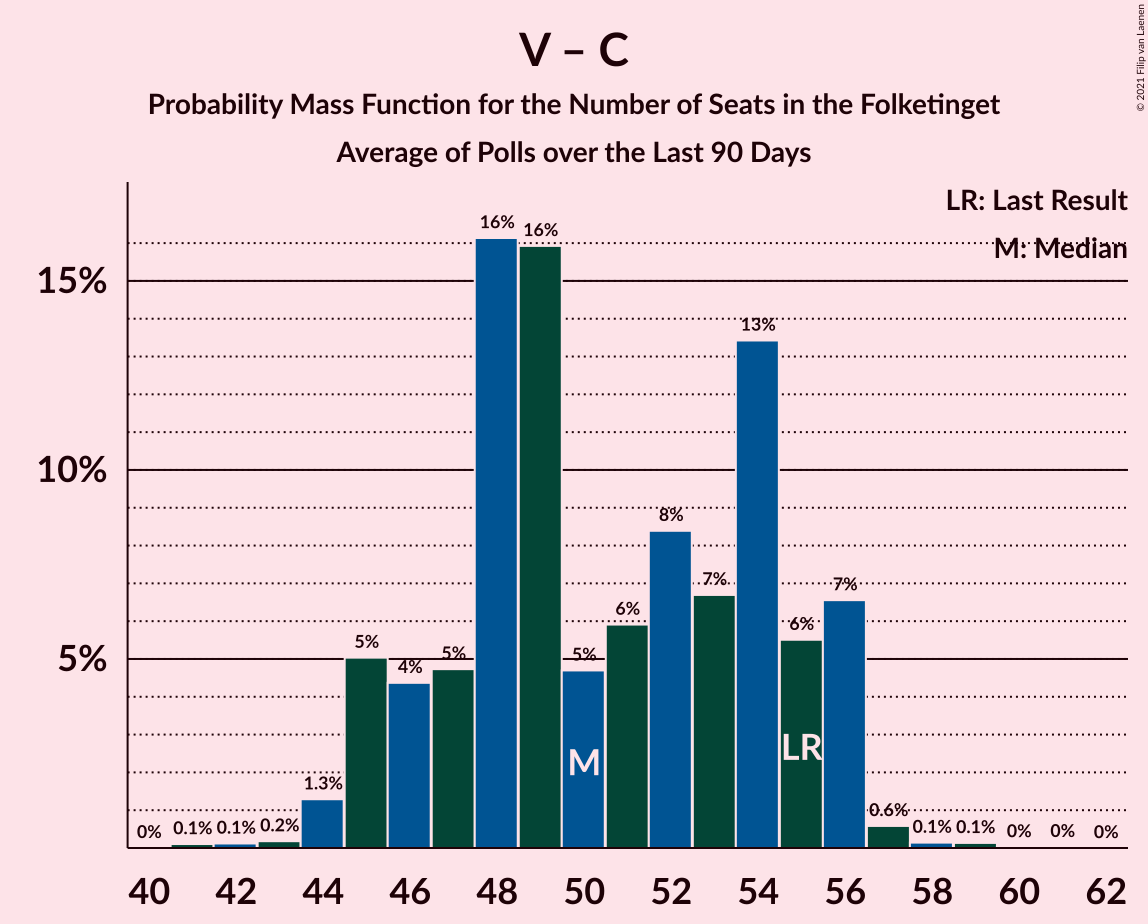 V – C
Probability Mass Function for the Number of Seats in the Folketinget
Average of Polls over the Last 90 Days
© 2021 Filip van Laenen
LR: Last Result
M: Median
15%
10%
5%
0%
0.1%
0.1%
0.2%
1.3%
5%
4%
5%
16%
16%
5%
6%
8%
7%
13%
6%
7%
0.6%
0.1%
0.1%
0%
0%
0%
M
LR
40 42 44 46 48 50 52 54 56 58 60 62